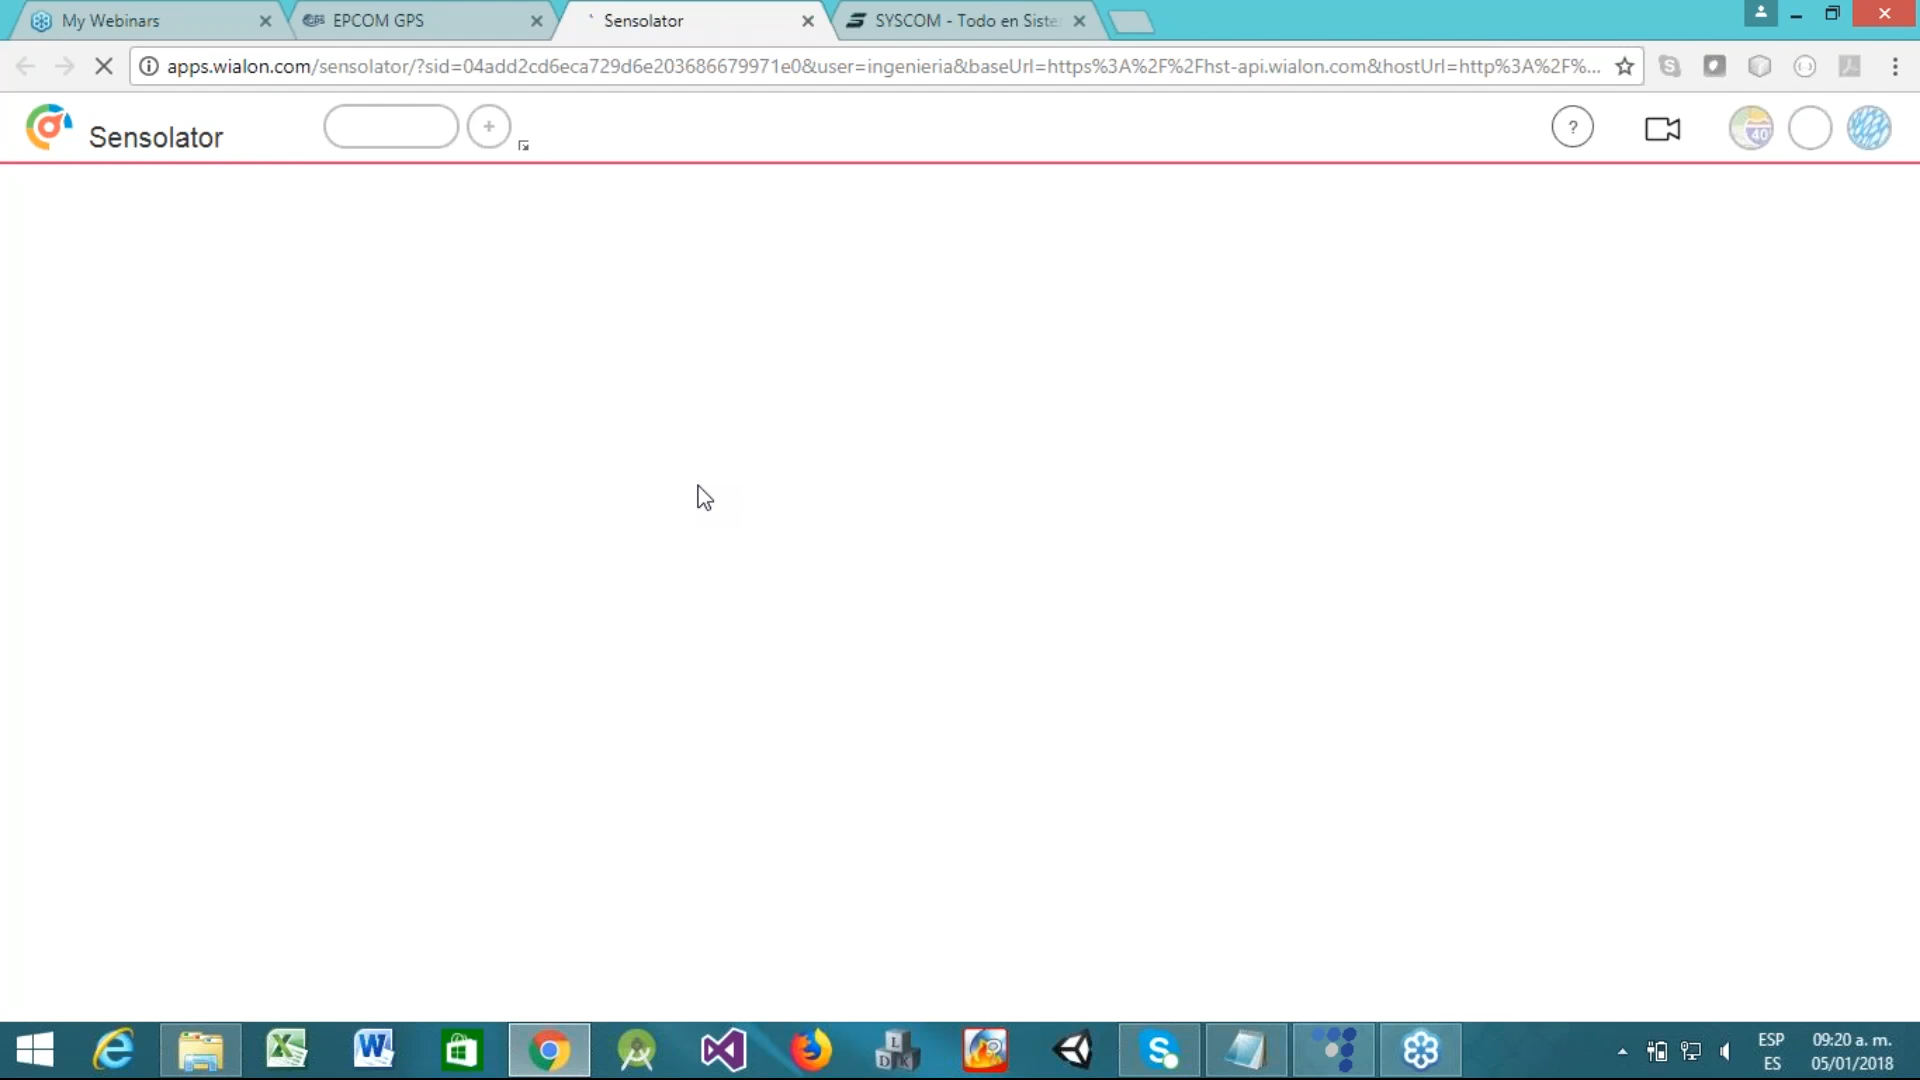 My Webinars
EPCOM GPS
Sensolator
SYSCOM - Todo en Siste
apps.wialon.com/sensolator/?sid=04add2cd6eca729d6e203686679971e0&user=ingenieria&baseUrl=https%3A%2F%2Fhst-api.wialon.com&hostUrl=http%3A%2F%...
Sensolator
+
?
40
L
D K
ESP
09:20 a. m.
ES
05/01/2018